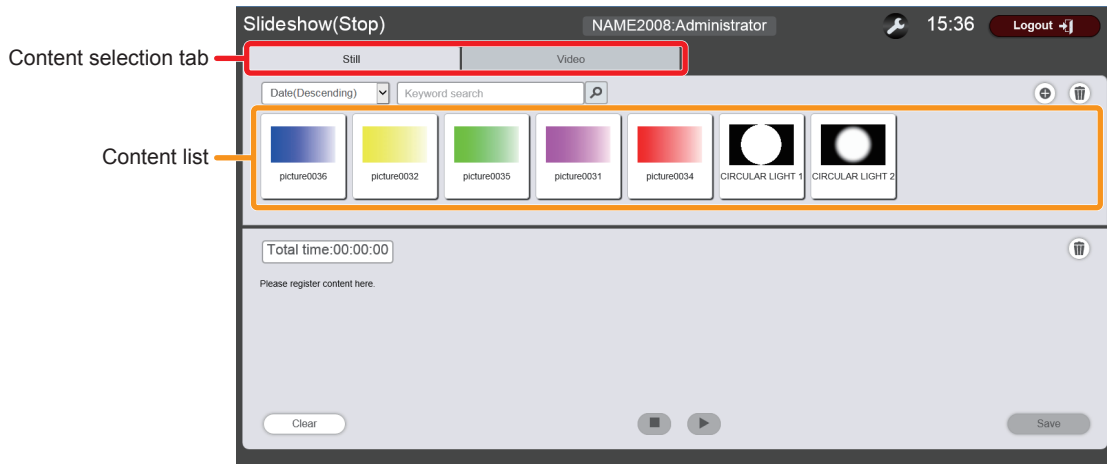 Slideshow(Stop) NAME2008:Administrator 15:36 Logout
Content selection tab
Still Video
Date(Descending) Keyword search
Content list
picture0036 picture0032 picture0035 picture0031 picture0034 CIRCULAR LIGHT 1 CIRCULAR LIGHT 2
Total time:00:00:00
Please register content here.
Clear Save